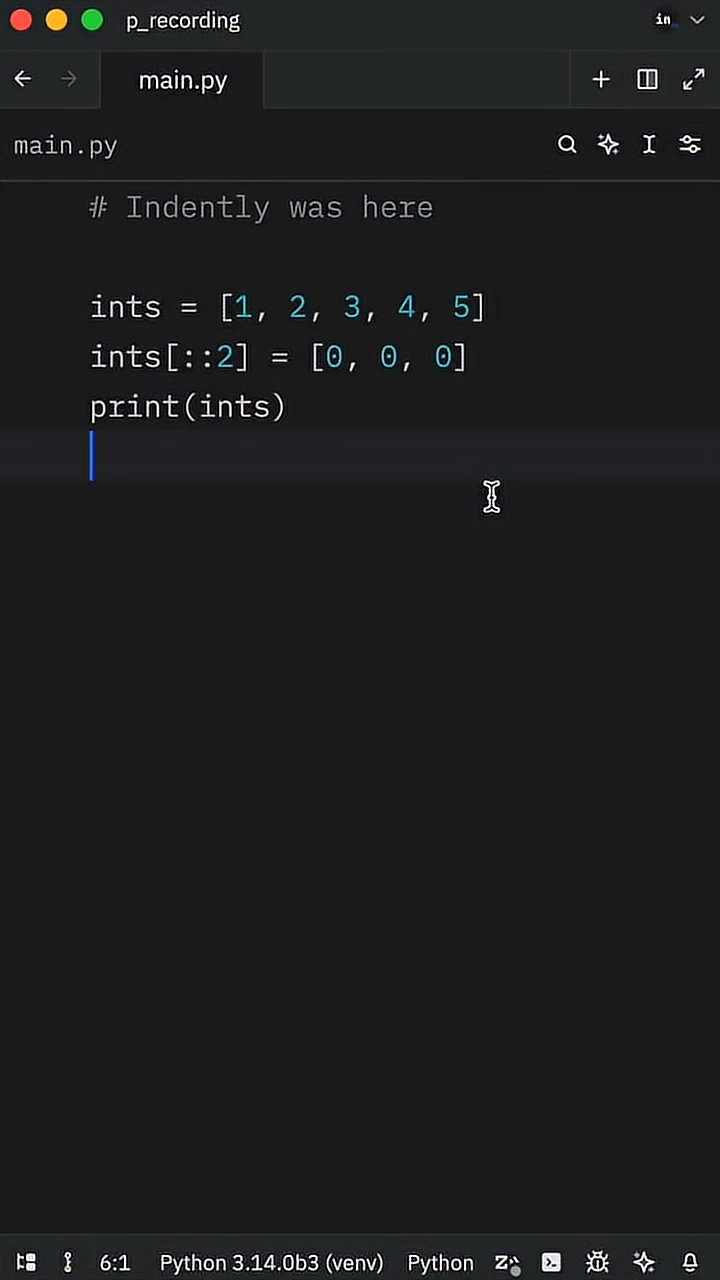 p_recording
in_
main.py
main.py
# Indently was here
ints = [1, 2, 3, 4, 5]
ints[::2] = [0, 0, 0]
print(ints)
6:1 Python 3.14.0b3 (venv) Python